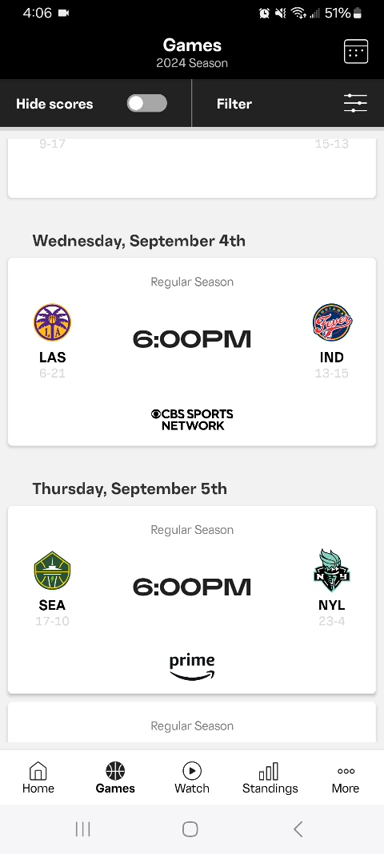 4:06 51%
Games
2024 Season
Hide scores Filter
9-17 15-13
Wednesday, September 4th
Regular Season
6:00PM
LAS IND
6-21 13-15
CBS SPORTS
NETWORK
Thursday, September 5th
Regular Season
6:00PM
SEA NYL
17-10 23-4
prime
Regular Season
Home Games Watch Standings More